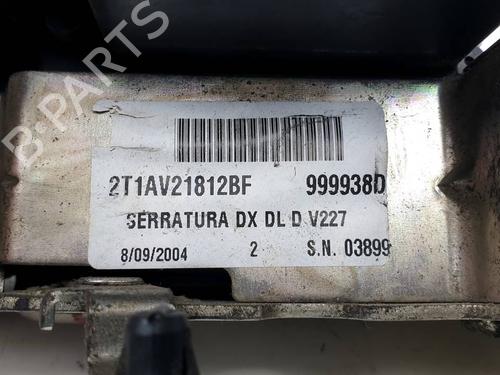 B-PARTS
2T1AV21812BF 999938D
SERRATURA DX DL D V227
8/09/2004 2 S.N. 03899